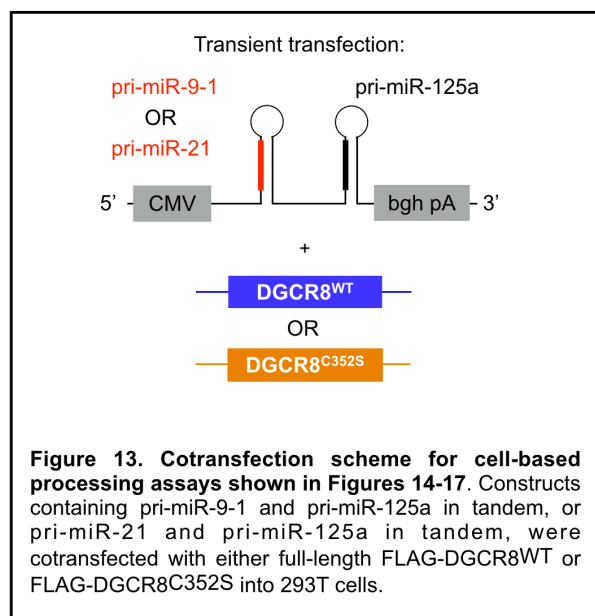 Transient transfection:
pri-miR-9-1
OR
pri-miR-21
pri-miR-125a
5’ CMV bgh pA 3’
+
DGCR8WT
OR
DGCR8C352S
Figure 13. Cotransfection scheme for cell-based
processing assays shown in Figures 14-17. Constructs
containing pri-miR-9-1 and pri-miR-125a in tandem, or
pri-miR-21 and pri-miR-125a in tandem, were
cotransfected with either full-length FLAG-DGCR8WT or
FLAG-DGCR8C352S into 293T cells.